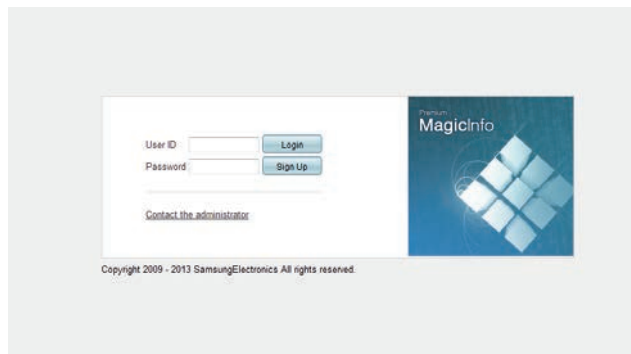 Premium
MagicInfo
User ID
Login
Password
Sign Up
Contact the administrator
Copyright 2009 - 2013 SamsungElectronics All rights reserved.